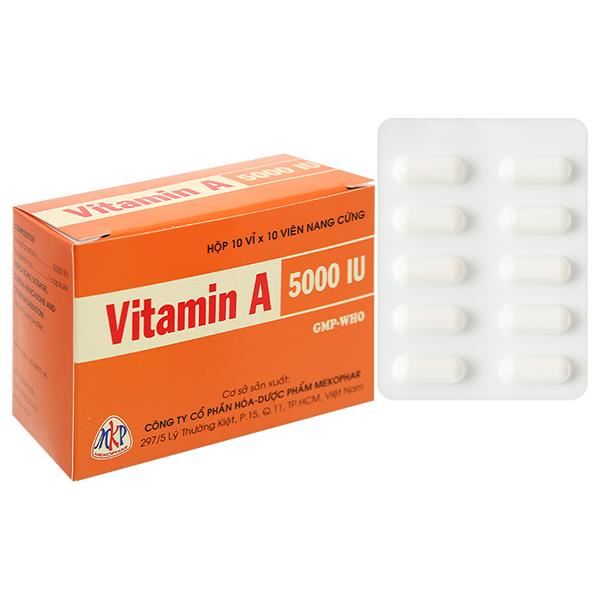 Vitamin A 5000 IU
HỘP 10 VỈ x 10 VIÊN NANG CỨNG
Vitamin A 5000 IU
GMP-WHO
Cơ sở sản xuất:
CÔNG TY CỔ PHẦN HÓA-DƯỢC PHẨM MEKOPHAR
297/5 Lý Thường Kiệt, P.15, Q.11, TP.HCM, Việt Nam
MKP
MEKOPHAR